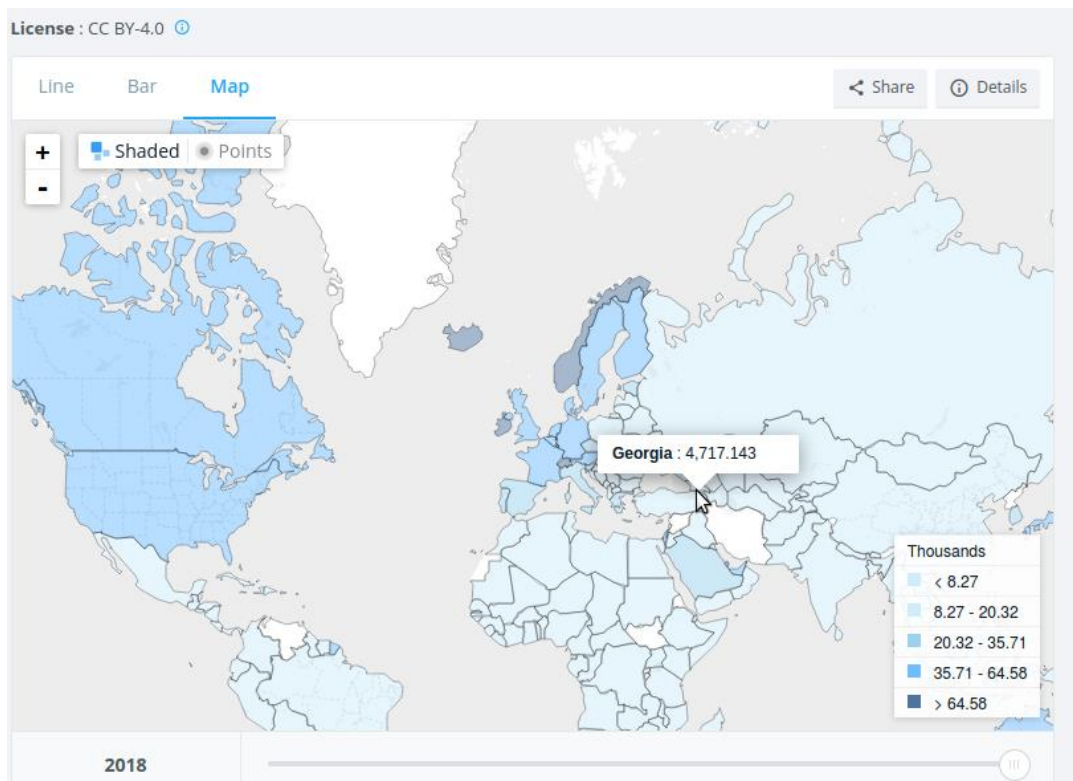 License : CC BY-4.0
Line Bar Map Share Details
+ Shaded Points
-
Georgia : 4,717.143
Thousands
< 8.27
8.27 - 20.32
20.32 - 35.71
35.71 - 64.58
> 64.58
2018